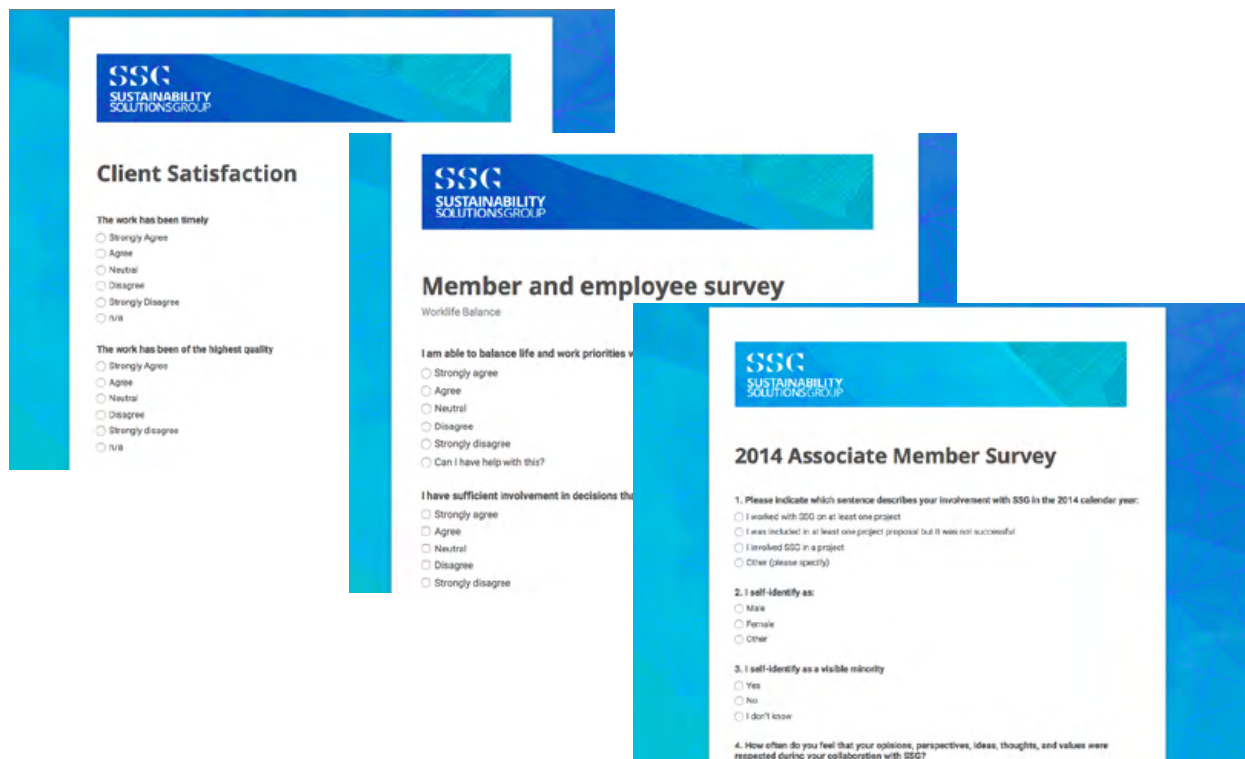 SSG
SUSTAINABILITY
SOLUTIONSGROUP
Client Satisfaction
The work has been timely
Strongly Agree
Agree
Neutral
Disagree
Strongly Disagree
n/a
The work has been of the highest quality
Strongly Agree
Agree
Neutral
Disagree
Strongly disagree
n/a
SSG
SUSTAINABILITY
SOLUTIONSGROUP
Member and employee survey
Worklife Balance
I am able to balance life and work priorities
Strongly agree
Agree
Neutral
Disagree
Strongly disagree
Can I have help with this?
I have sufficient involvement in decisions
Strongly agree
Agree
Neutral
Disagree
Strongly disagree
SSG
SUSTAINABILITY
SOLUTIONSGROUP
2014 Associate Member Survey
1. Please indicate which sentence describes your involvement with SSG in the 2014 calendar year:
I worked with SSG on at least one project
I was included in at least one project proposal but it was not successful
I involved SSG in a project
Other (please specify)
2. I self-identify as:
Male
Female
Other
3. I self-identify as a visible minority
Yes
No
I don't know
4. How often do you feel that your opinions, perspectives, ideas, thoughts, and values were
respected during your collaboration with SSG?